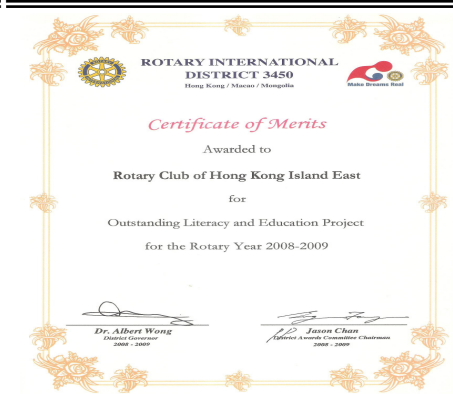 ROTARY INTERNATIONAL
DISTRICT 3450
Hong Kong / Macao / Mongolia
Make Dreams Real
Certificate of Merits
Awarded to
Rotary Club of Hong Kong Island East
for
Outstanding Literacy and Education Project
for the Rotary Year 2008-2009
Dr. Albert Wong
District Governor
2008 - 2009
Jason Chan
District Awards Committee Chairman
2008 - 2009